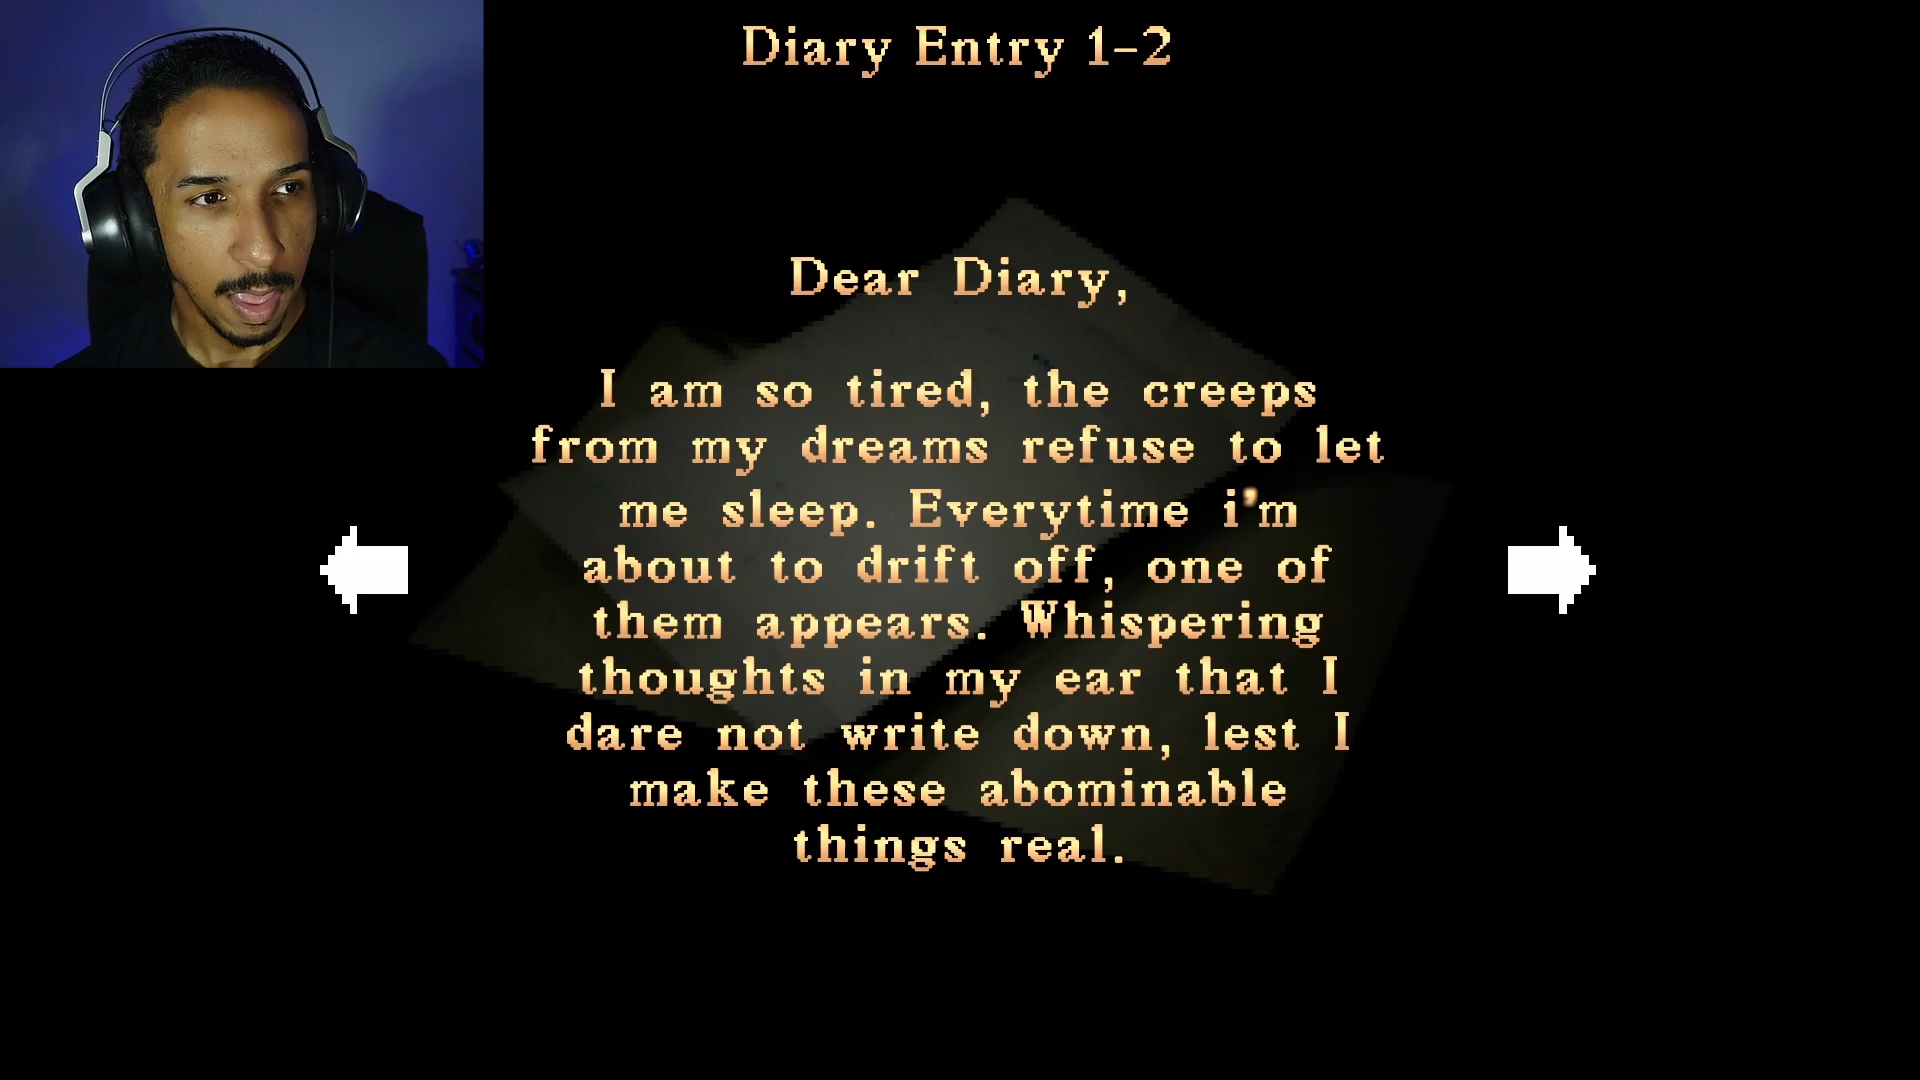 Diary Entry 1-2
Dear Diary,
I am so tired, the creeps
from my dreams refuse to let
me sleep. Everytime i'm
about to drift off, one of
them appears. Whispering
thoughts in my ear that I
dare not write down, lest I
make these abominable
things real.